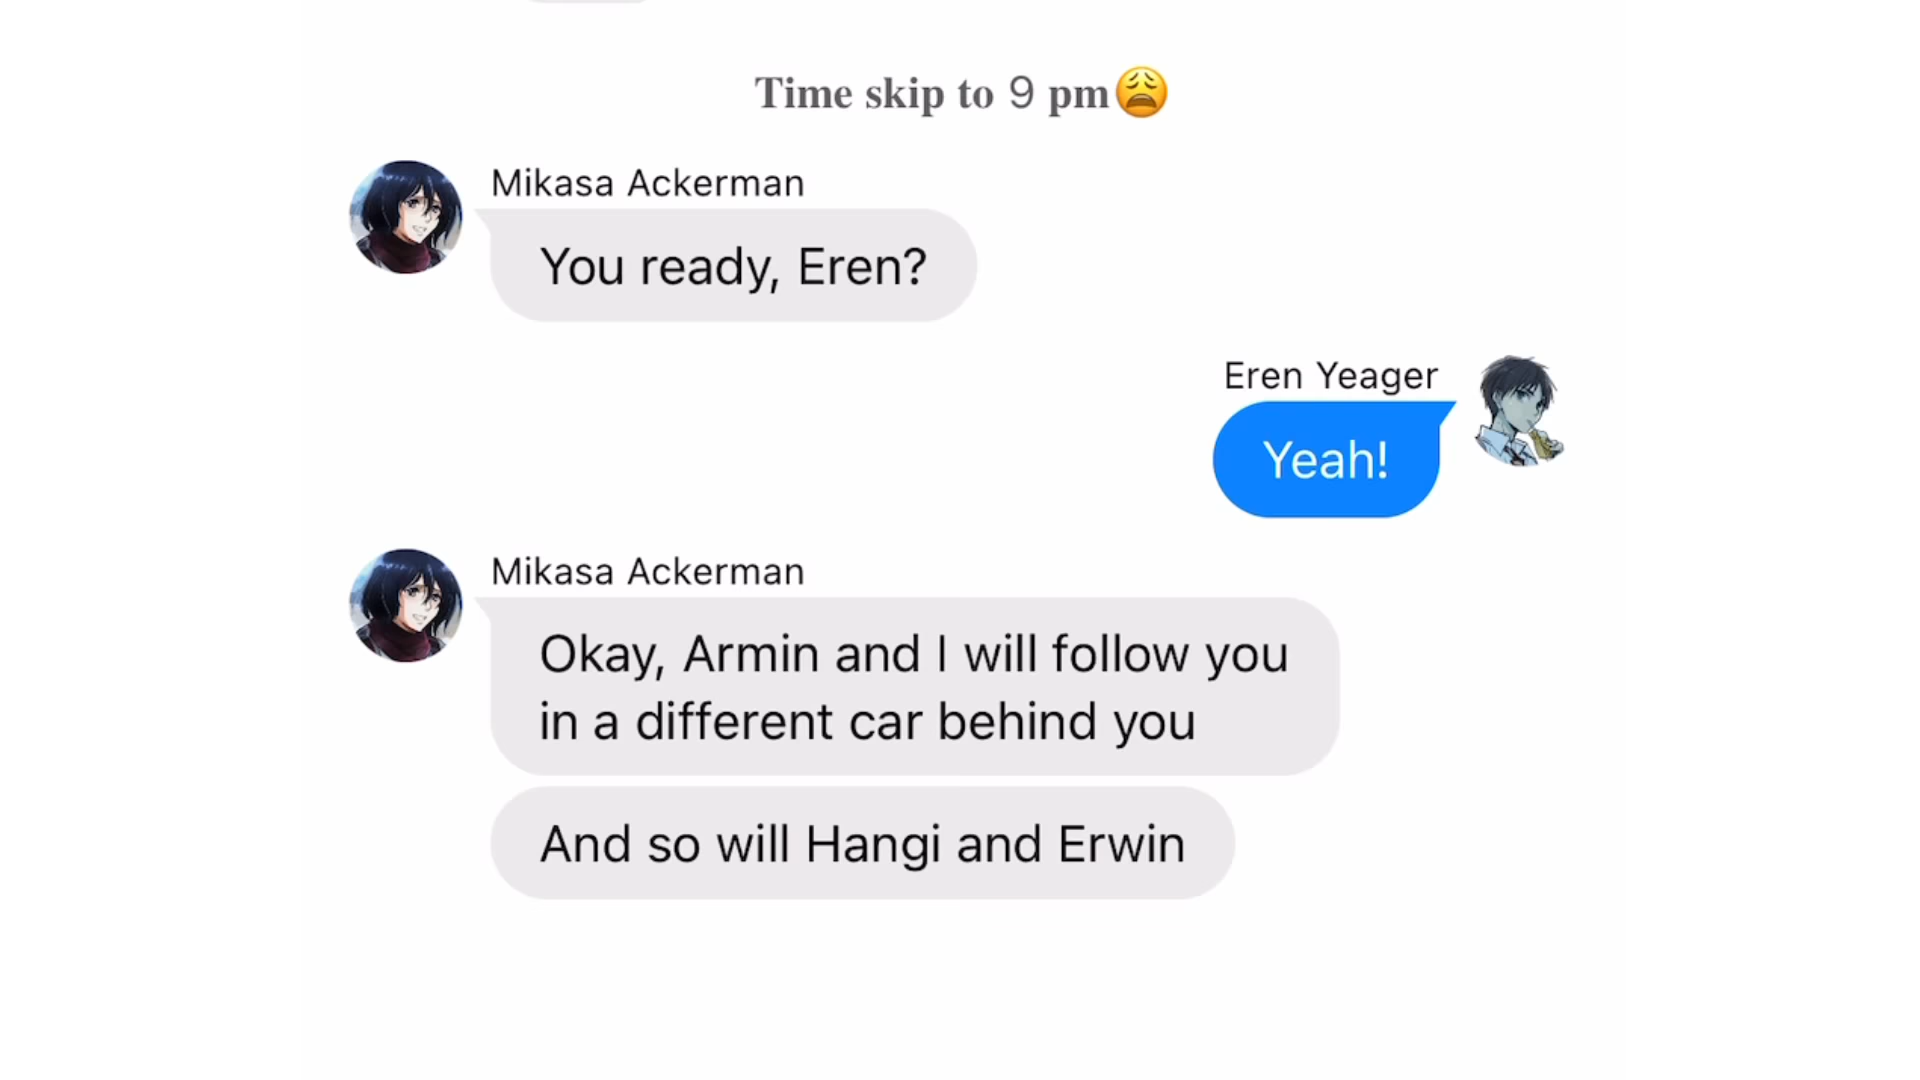 Time skip to 9 pm😩
Mikasa Ackerman
You ready, Eren?
Eren Yeager
Yeah!
Mikasa Ackerman
Okay, Armin and I will follow you
in a different car behind you
And so will Hangi and Erwin